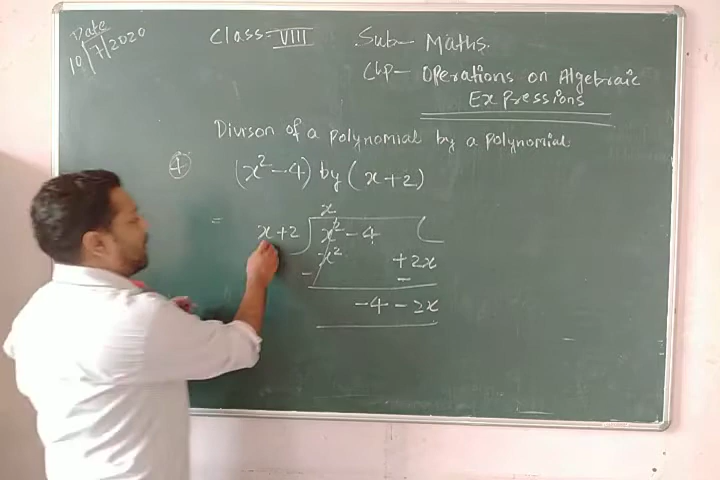 Date
10/7/2020
Class:- VIII
Sub- Maths.
Chp- Operations on Algebraic
Expressions
Divison of a polynomial by a polynomial
④ (x²-4) by (x+2)
= x
x+2) x²-4 (
x² +2x
- -
-4-2x